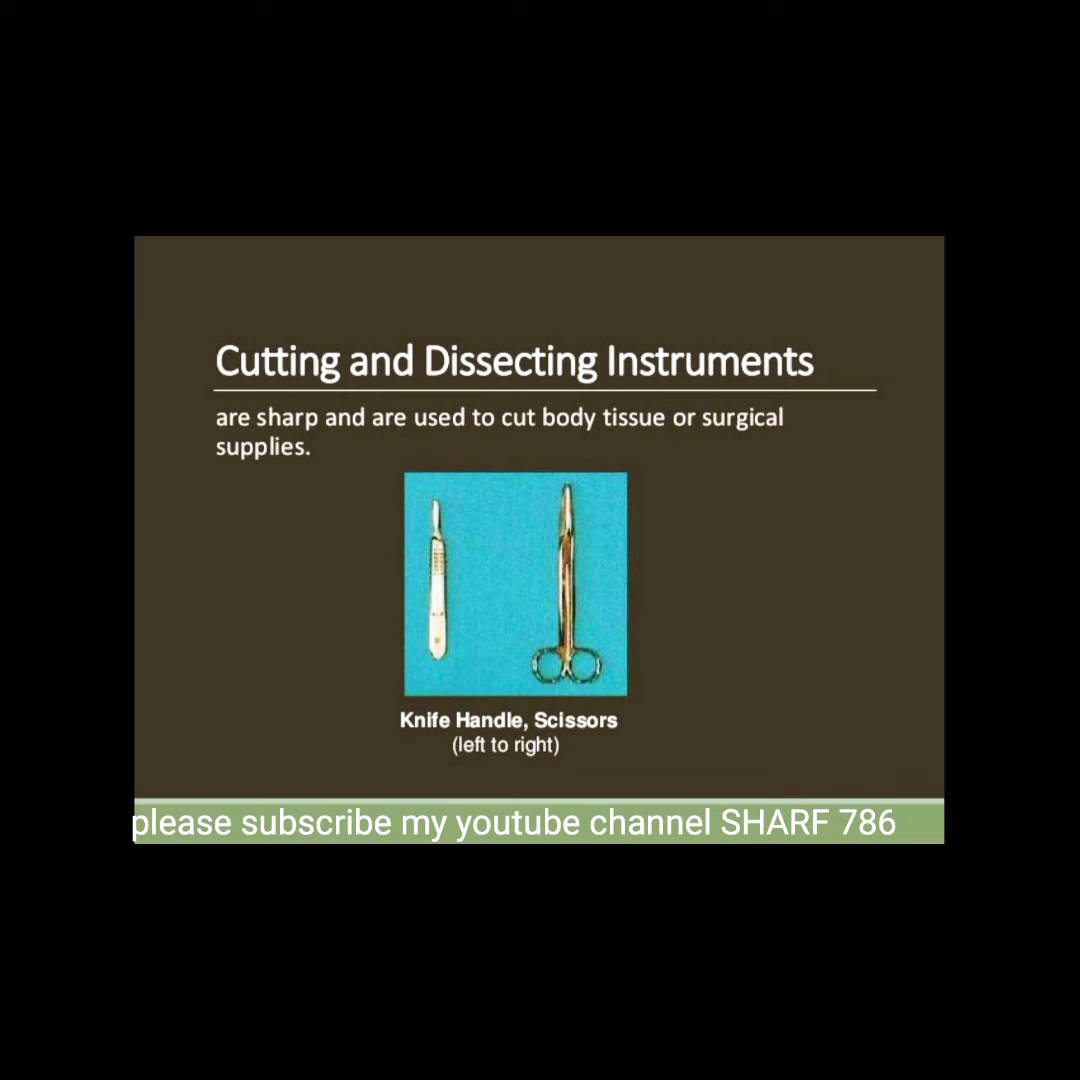 Cutting and Dissecting Instruments
are sharp and are used to cut body tissue or surgical
supplies.
Knife Handle, Scissors
(left to right)
please subscribe my youtube channel SHARF 786